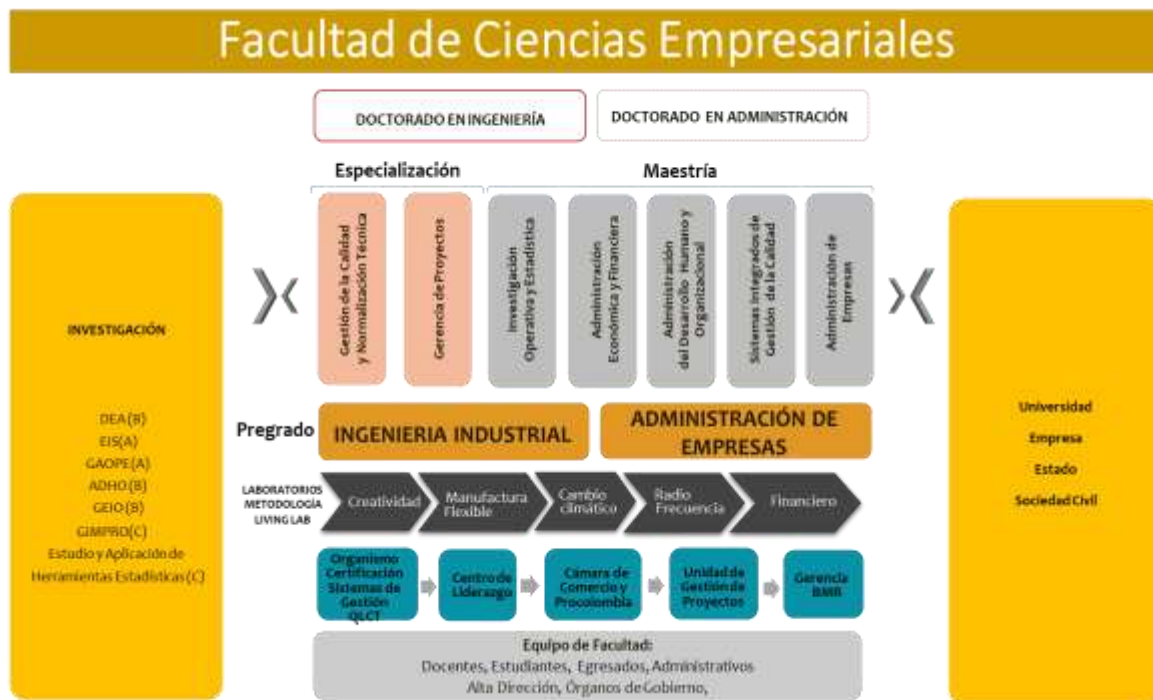 Facultad de Ciencias Empresariales
DOCTORADO EN INGENIERÍA
DOCTORADO EN ADMINISTRACIÓN
Especialización
Maestría
Gestión de la Calidad
y Normalización Técnica
Gerencia de Proyectos
Investigación
Operativa y Estadística
Administración
Económica y Financiera
Administración
del Desarrollo Humano y
Organizacional
Sistemas Integrados de
Gestión de la Calidad
Administración de
Empresas
INVESTIGACIÓN
DEA (B)
EIS(A)
GAOPE(A)
ADHO(B)
GEIO(B)
GIMPRO(C)
Estudio y Aplicación de
Herramientas Estadísticas (C)
Universidad
Empresa
Estado
Sociedad Civil
Pregrado
INGENIERIA INDUSTRIAL
ADMINISTRACIÓN DE
EMPRESAS
LABORATORIOS
METODOLOGÍA
LIVING LAB
Creatividad
Manufactura
Flexible
Cambio
climático
Radio
Frecuencia
Financiero
Organismo
Certificación
Sistemas de
Gestión
QLCT
Centro de
Liderazgo
Cámara de
Comercio y
Procolombia
Unidad de
Gestión de
Proyectos
Gerencia
Equipo de Facultad:
Docentes, Estudiantes, Egresados, Administrativos
Alta Dirección, Órganos de Gobierno,